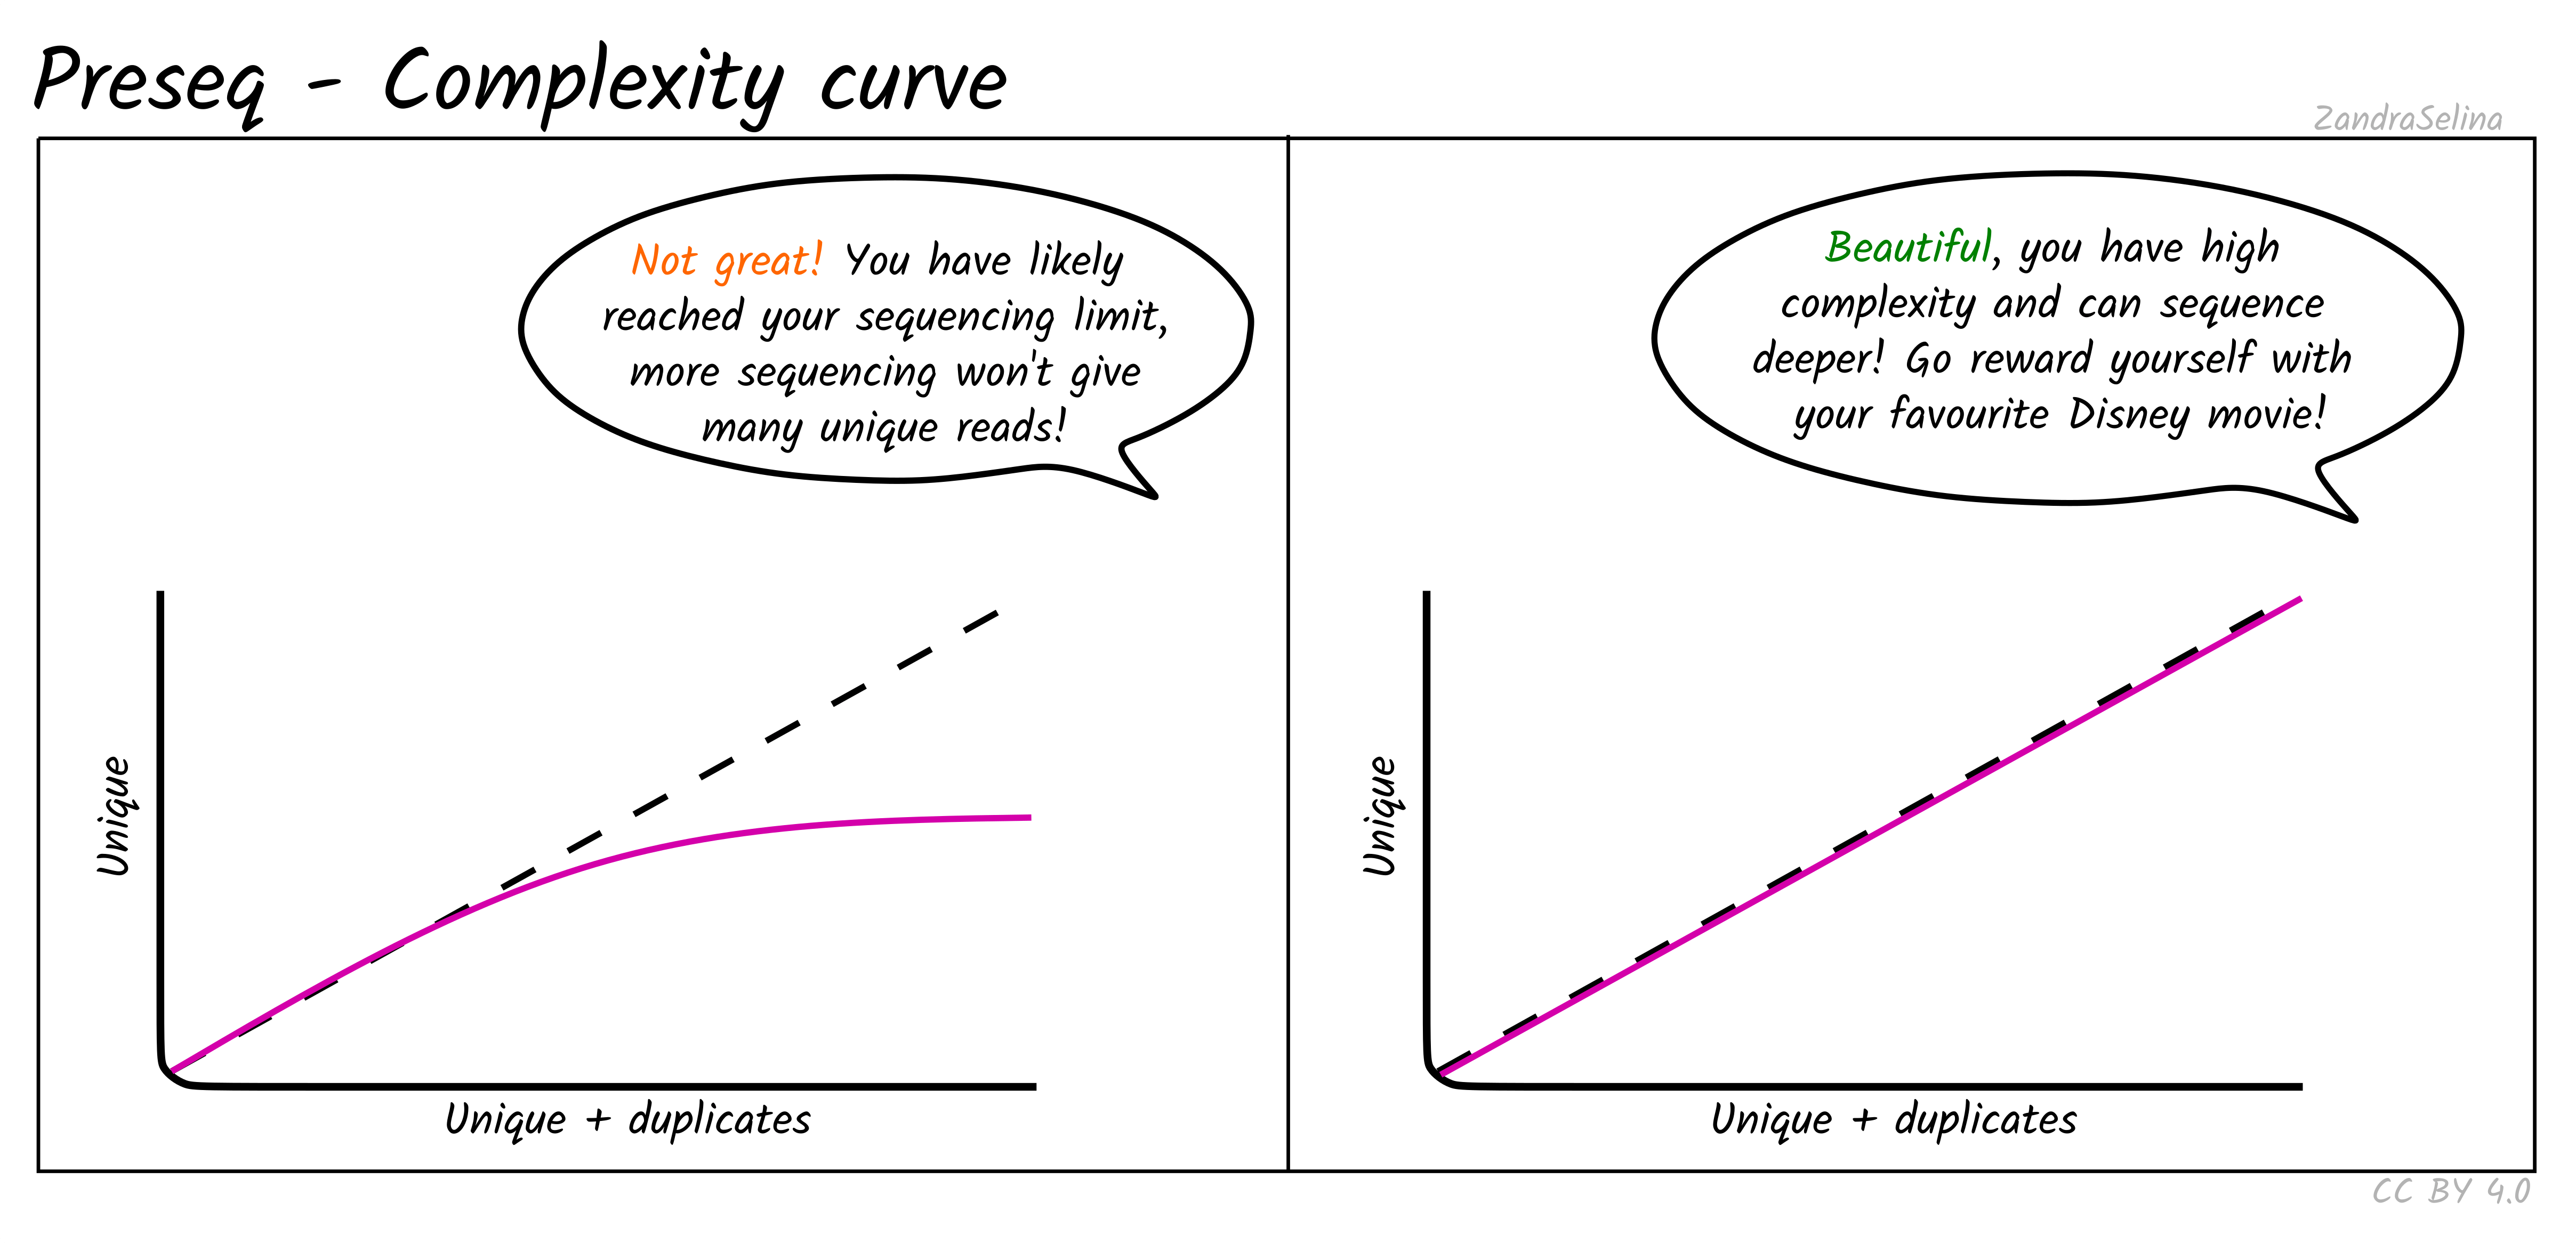 Preseq - Complexity curve
ZandraSelina
Not great! You have likely
reached your sequencing limit,
more sequencing won't give
many unique reads!
Unique
Unique + duplicates
Beautiful, you have high
complexity and can sequence
deeper! Go reward yourself with
your favourite Disney movie!
Unique
Unique + duplicates
CC BY 4.0